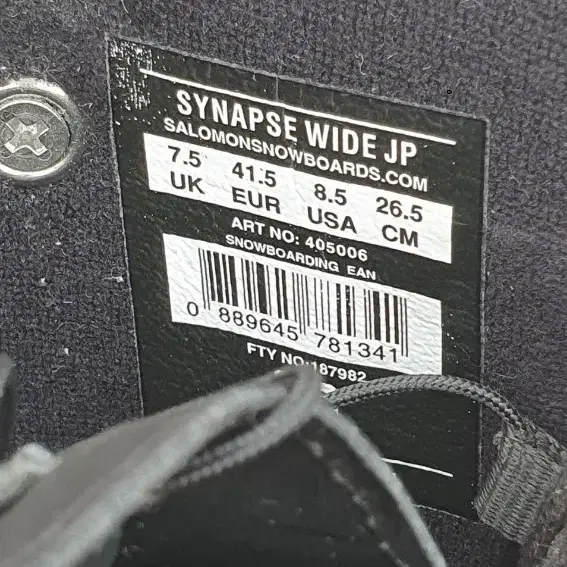 SYNAPSE WIDE JP
SALOMONSNOWBOARDS.COM
7.5 41.5 8.5 26.5
UK EUR USA CM
ART NO: 405006
SNOWBOARDING EAN
0 889645 781341
FTY NO:187982